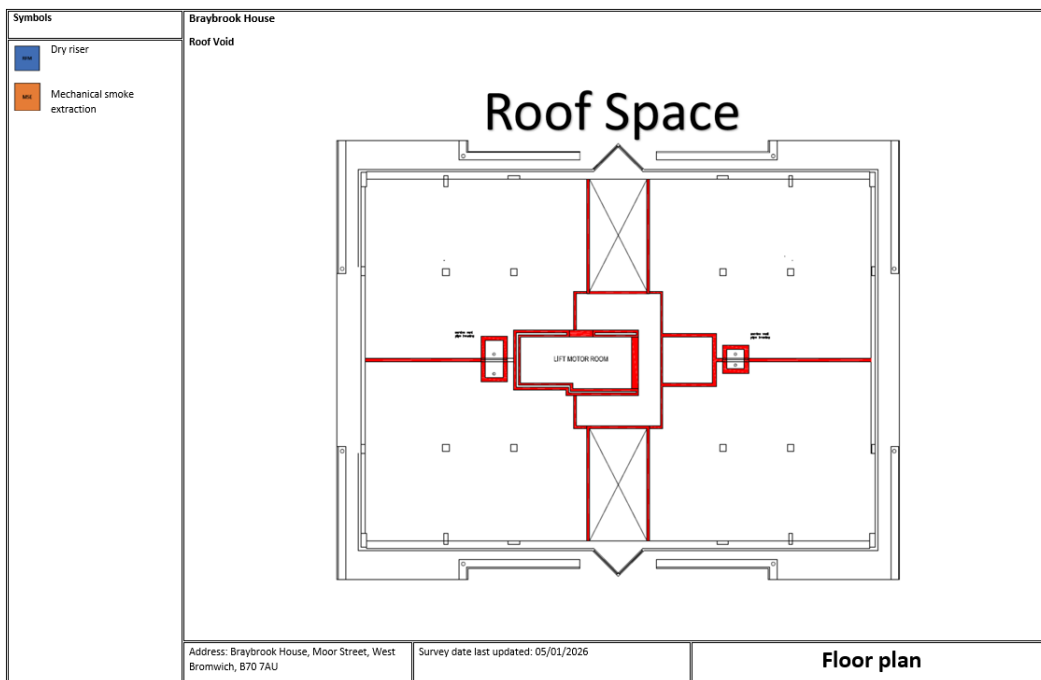 Symbols
Dry riser
MSE
Mechanical smoke
extraction
Braybrook House
Roof Void
Roof Space
LIFT MOTOR ROOM
Address: Braybrook House, Moor Street, West
Bromwich, B70 7AU
Survey date last updated: 05/01/2026
Floor plan